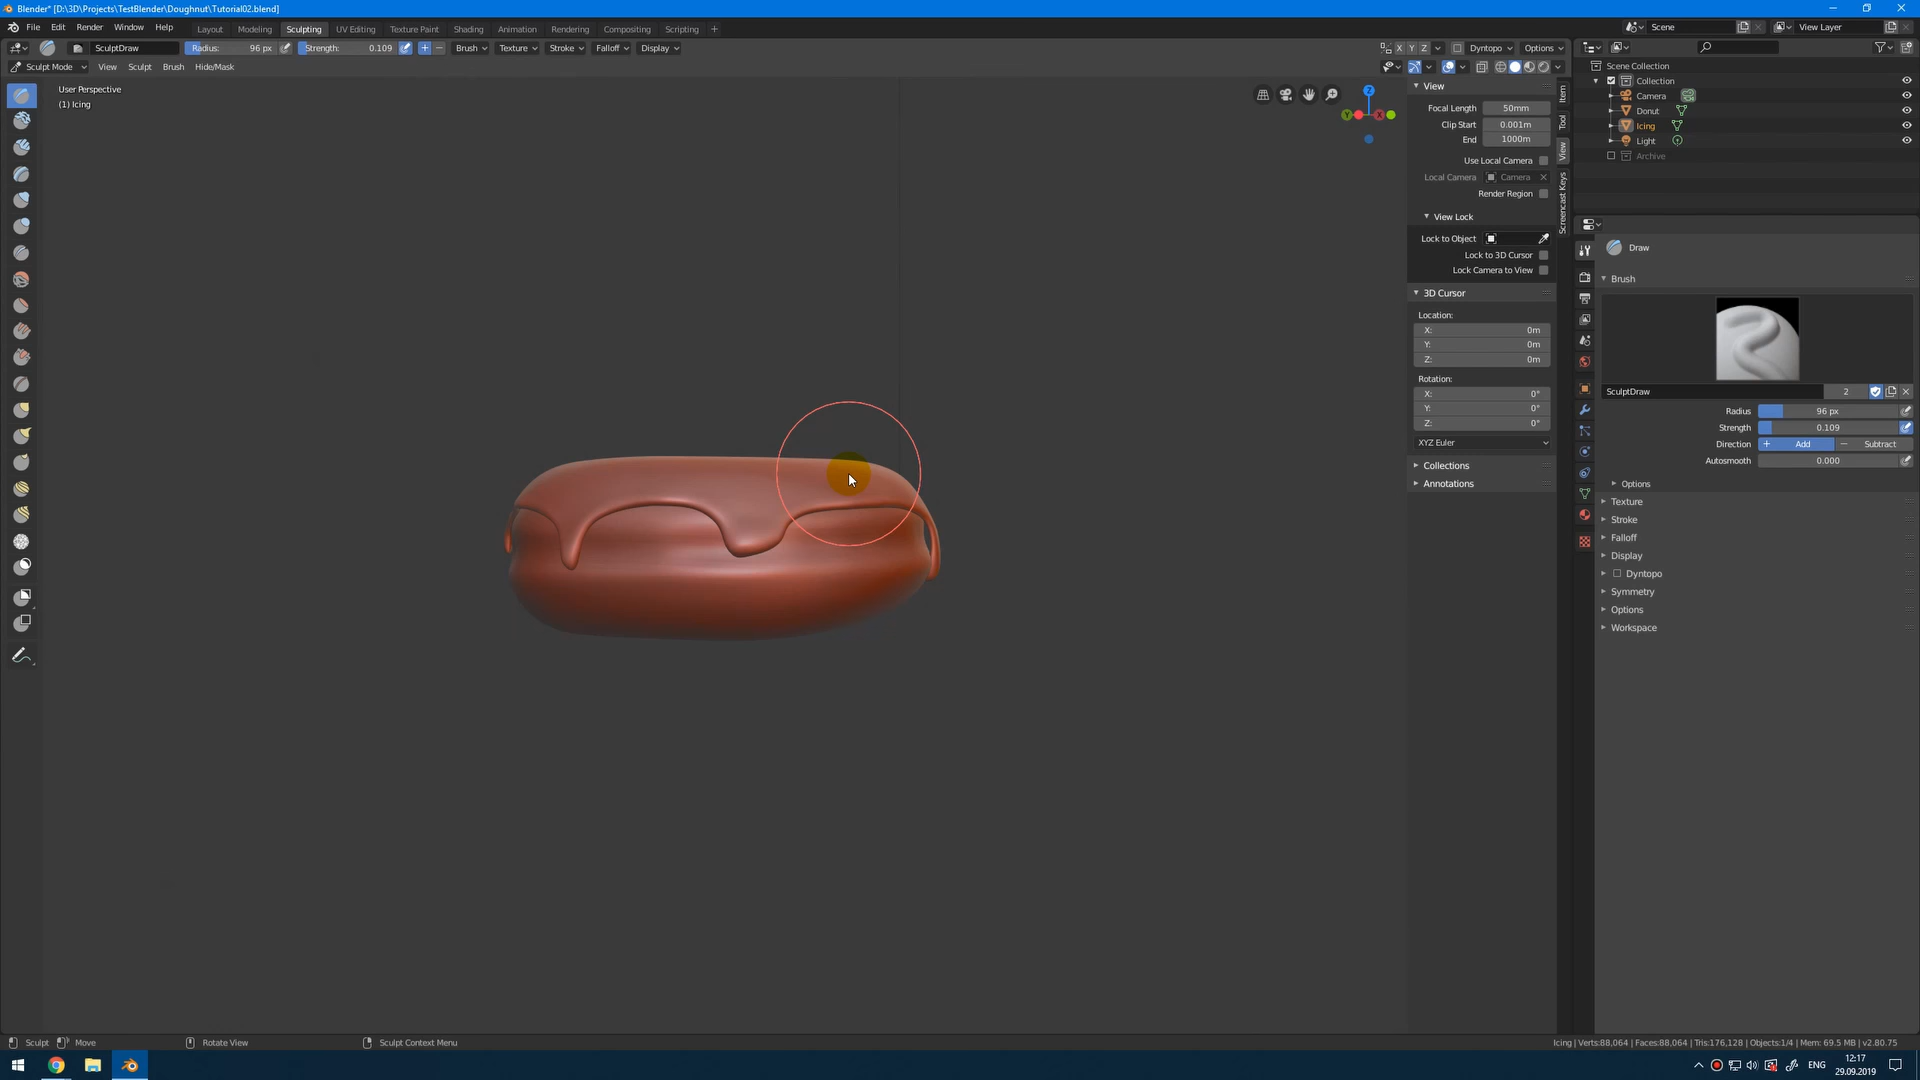 Blender* [D:\3D\Projects\TestBlender\Doughnut\Tutorial02.blend]
File Edit Render Window Help
Layout Modeling Sculpting UV Editing Texture Paint Shading Animation Rendering Compositing Scripting +
Scene
View Layer
SculptDraw
Radius: 96 px
Strength: 0.109
+ −
Brush Texture Stroke Falloff Display
X Y Z
Dyntopo
Options
Sculpt Mode
View Sculpt Brush Hide/Mask
User Perspective
(1) Icing
Z
Y X
View
Focal Length 50mm
Clip Start 0.001m
End 1000m
Use Local Camera
Local Camera Camera
Render Region
View Lock
Lock to Object
Lock to 3D Cursor
Lock Camera to View
3D Cursor
Location:
X: 0m
Y: 0m
Z: 0m
Rotation:
X: 0°
Y: 0°
Z: 0°
XYZ Euler
Collections
Annotations
Item
Tool
View
Screencast Keys
Scene Collection
Collection
Camera
Donut
Icing
Light
Archive
Draw
Brush
SculptDraw 2
Radius 96 px
Strength 0.109
Direction + Add − Subtract
Autosmooth 0.000
Options
Texture
Stroke
Falloff
Display
Dyntopo
Symmetry
Options
Workspace
Sculpt
Move
Rotate View
Sculpt Context Menu
Icing | Verts:88,064 | Faces:88,064 | Tris:176,128 | Objects:1/4 | Mem: 69.5 MB | v2.80.75
ENG
12:17
29.09.2019